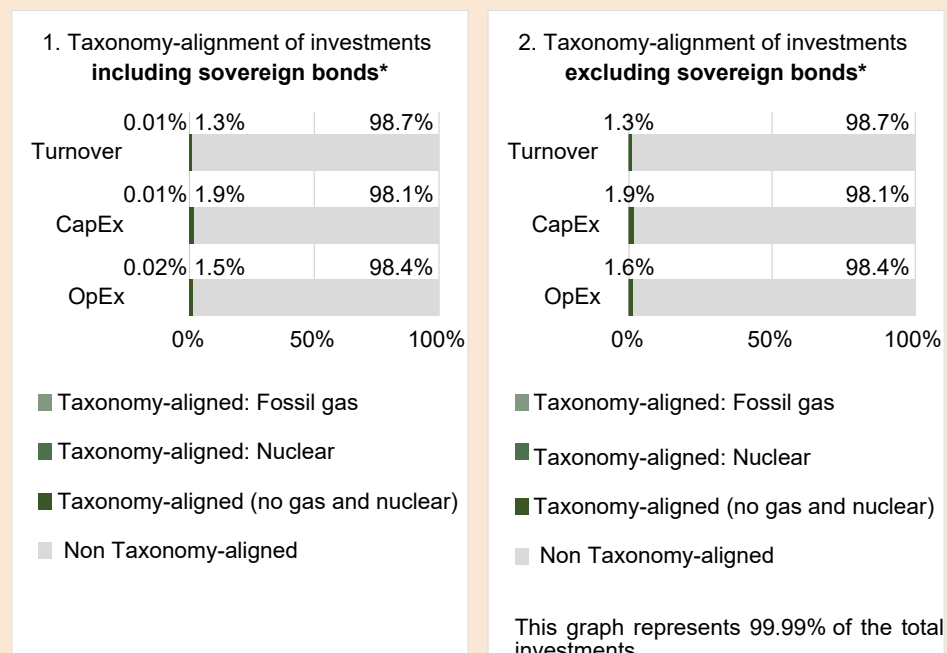 1. Taxonomy-alignment of investments
including sovereign bonds*
0.01% 1.3% 98.7%
Turnover
0.01% 1.9% 98.1%
CapEx
0.02% 1.5% 98.4%
OpEx
0% 50% 100%
Taxonomy-aligned: Fossil gas
Taxonomy-aligned: Nuclear
Taxonomy-aligned (no gas and nuclear)
Non Taxonomy-aligned
2. Taxonomy-alignment of investments
excluding sovereign bonds*
1.3% 98.7%
Turnover
1.9% 98.1%
CapEx
1.6% 98.4%
OpEx
0% 50% 100%
Taxonomy-aligned: Fossil gas
Taxonomy-aligned: Nuclear
Taxonomy-aligned (no gas and nuclear)
Non Taxonomy-aligned
This graph represents 99.99% of the total
investments